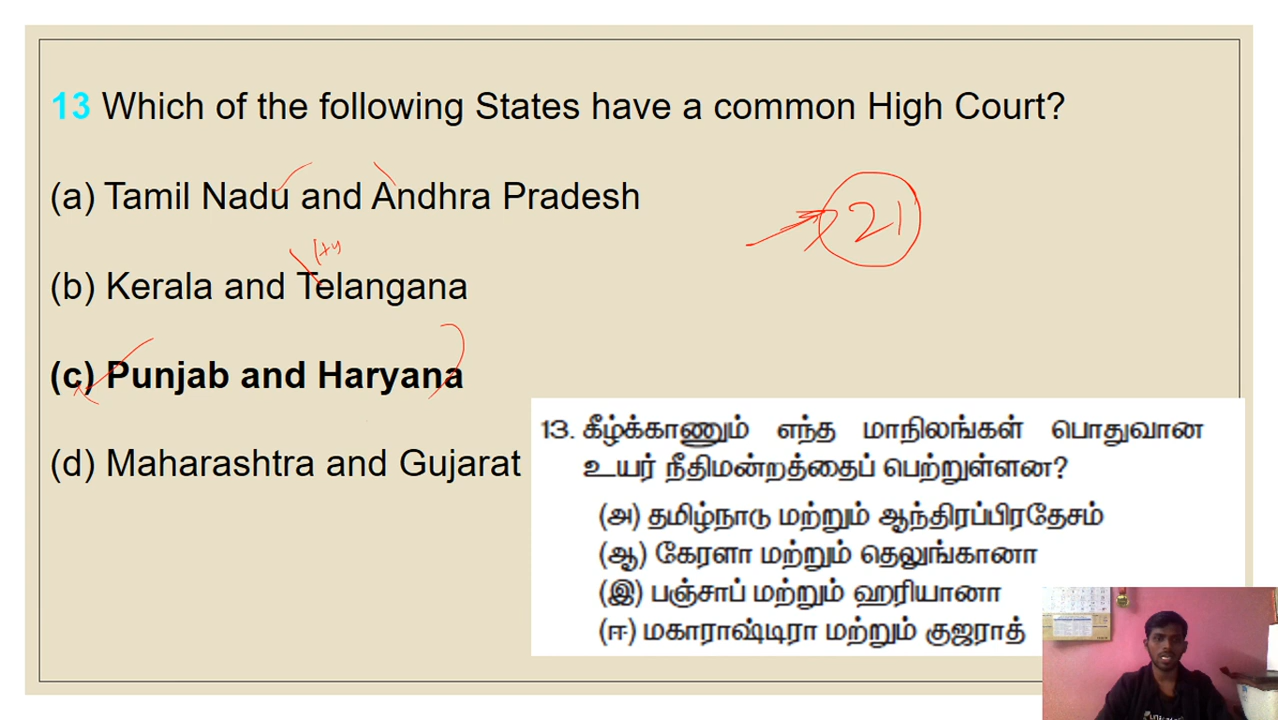 13 Which of the following States have a common High Court?
(a) Tamil Nadu and Andhra Pradesh
21
(b) Kerala and Telangana
(c) Punjab and Haryana
(d) Maharashtra and Gujarat
13. கீழ்க்காணும் எந்த மாநிலங்கள் பொதுவான
உயர் நீதிமன்றத்தைப் பெற்றுள்ளன?
(அ) தமிழ்நாடு மற்றும் ஆந்திரப்பிரதேசம்
(ஆ) கேரளா மற்றும் தெலுங்கானா
(இ) பஞ்சாப் மற்றும் ஹரியானா
(ஈ) மகாராஷ்டிரா மற்றும் குஜராத்